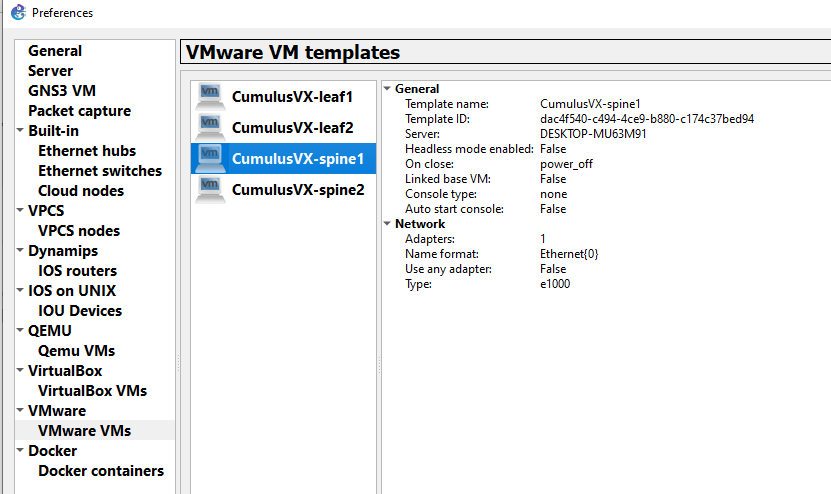 Preferences
General
Server
GNS3 VM
Packet capture
Built-in
Ethernet hubs
Ethernet switches
Cloud nodes
VPCS
VPCS nodes
Dynamips
IOS routers
IOS on UNIX
IOU Devices
QEMU
Qemu VMs
VirtualBox
VirtualBox VMs
VMware
VMware VMs
Docker
Docker containers
VMware VM templates
vm CumulusVX-leaf1
vm CumulusVX-leaf2
vm CumulusVX-spine1
vm CumulusVX-spine2
General
Template name: CumulusVX-spine1
Template ID: dac4f540-c494-4ce9-b880-c174c37bed94
Server: DESKTOP-MU63M91
Headless mode enabled: False
On close: power_off
Linked base VM: False
Console type: none
Auto start console: False
Network
Adapters: 1
Name format: Ethernet{0}
Use any adapter: False
Type: e1000